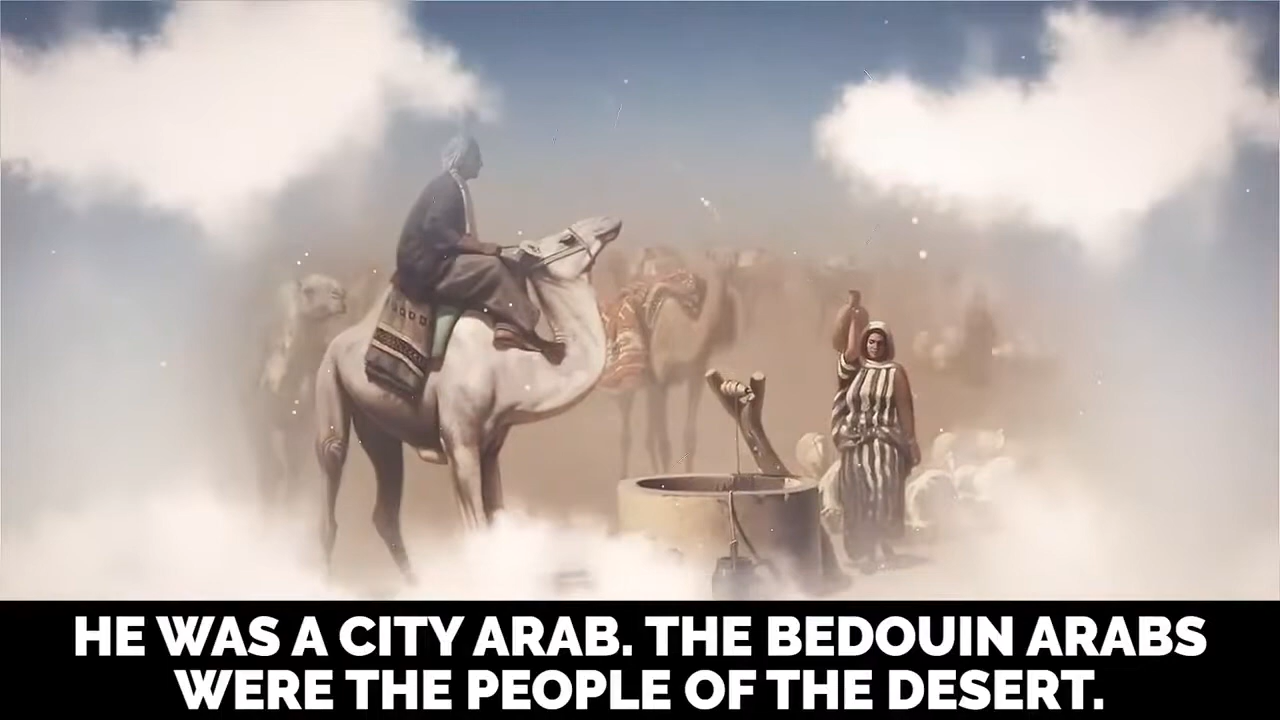 HE WAS A CITY ARAB. THE BEDOUIN ARABS
WERE THE PEOPLE OF THE DESERT.